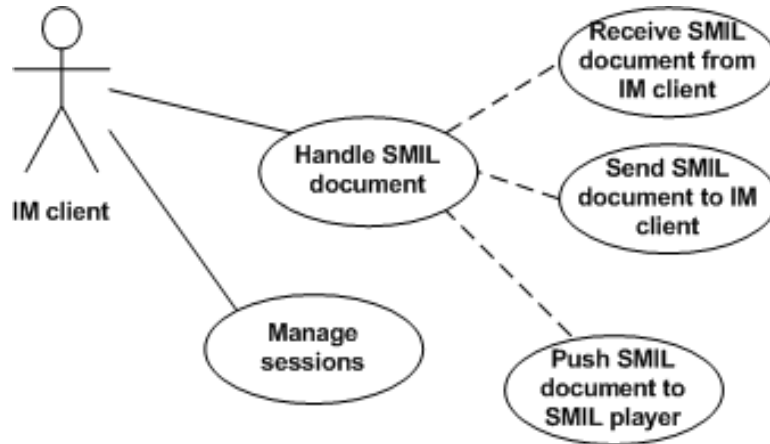 Receive SMIL
document from
IM client
Handle SMIL
document
Send SMIL
document to IM
client
IM client
Manage
sessions
Push SMIL
document to
SMIL player